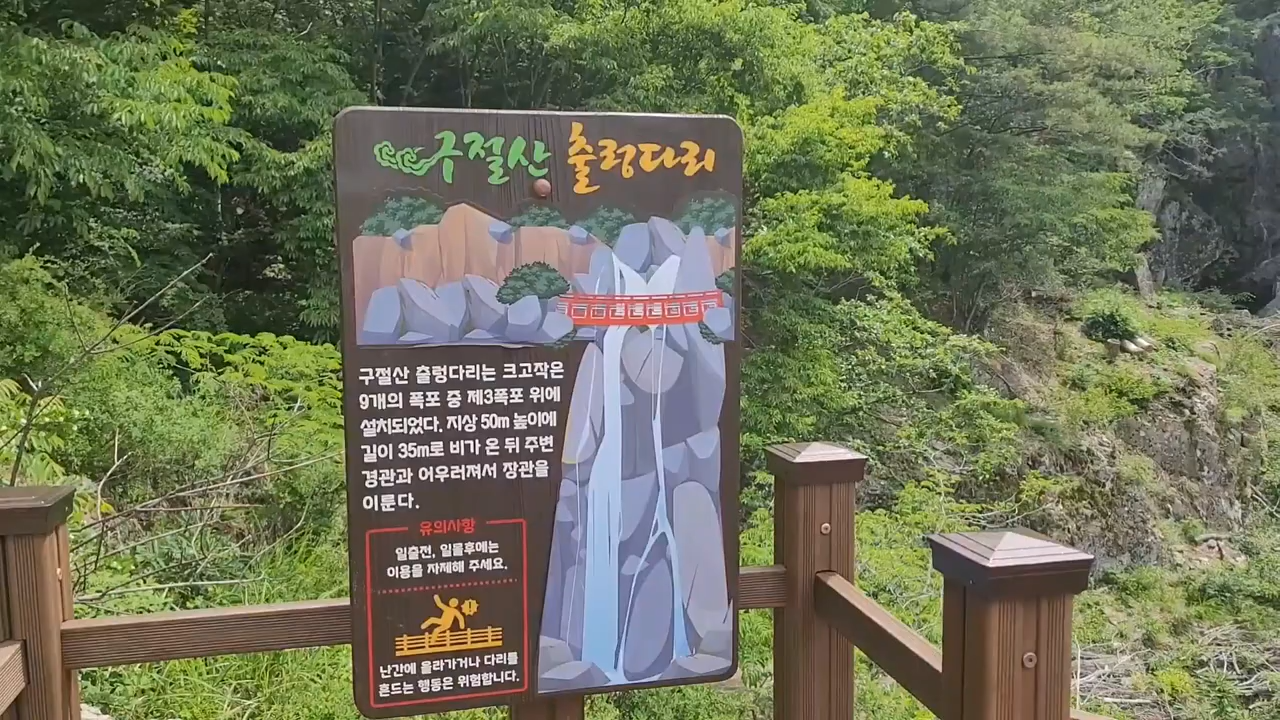 구절산 출렁다리
구절산 출렁다리는 크고작은
9개의 폭포 중 제3폭포 위에
설치되었다. 지상 50m 높이에
길이 35m로 비가 온 뒤 주변
경관과 어우러져서 장관을
이룬다.
유의사항
일출전, 일몰후에는
이용을 자제해 주세요.
난간에 올라가거나 다리를
흔드는 행동은 위험합니다.